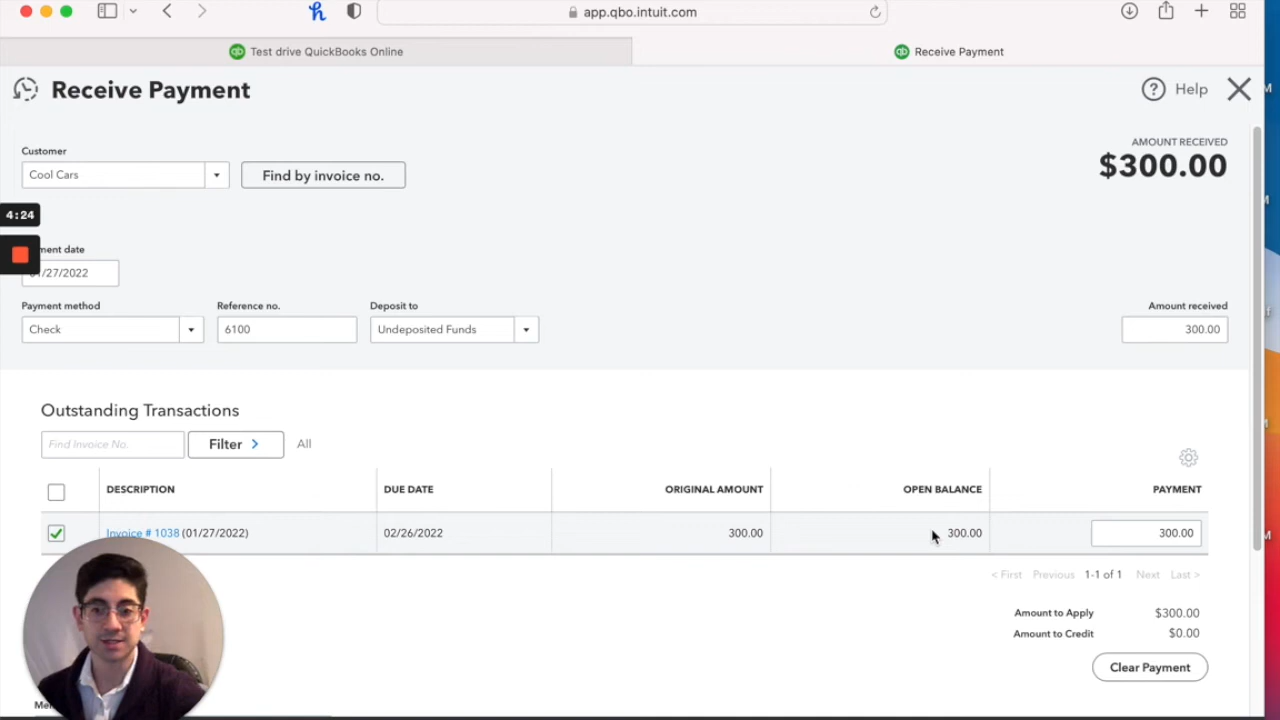 app.qbo.intuit.com
Test drive QuickBooks Online
Receive Payment
Receive Payment
Help
Customer
AMOUNT RECEIVED
$300.00
Cool Cars
Find by invoice no.
4:24
ment date
/27/2022
Payment method
Reference no.
Deposit to
Amount received
Check
6100
Undeposited Funds
300.00
Outstanding Transactions
Find Invoice No.
Filter >
All
DESCRIPTION
DUE DATE
ORIGINAL AMOUNT
OPEN BALANCE
PAYMENT
Invoice # 1038 (01/27/2022)
02/26/2022
300.00
300.00
300.00
< First Previous 1-1 of 1 Next Last >
Amount to Apply
$300.00
Amount to Credit
$0.00
Clear Payment